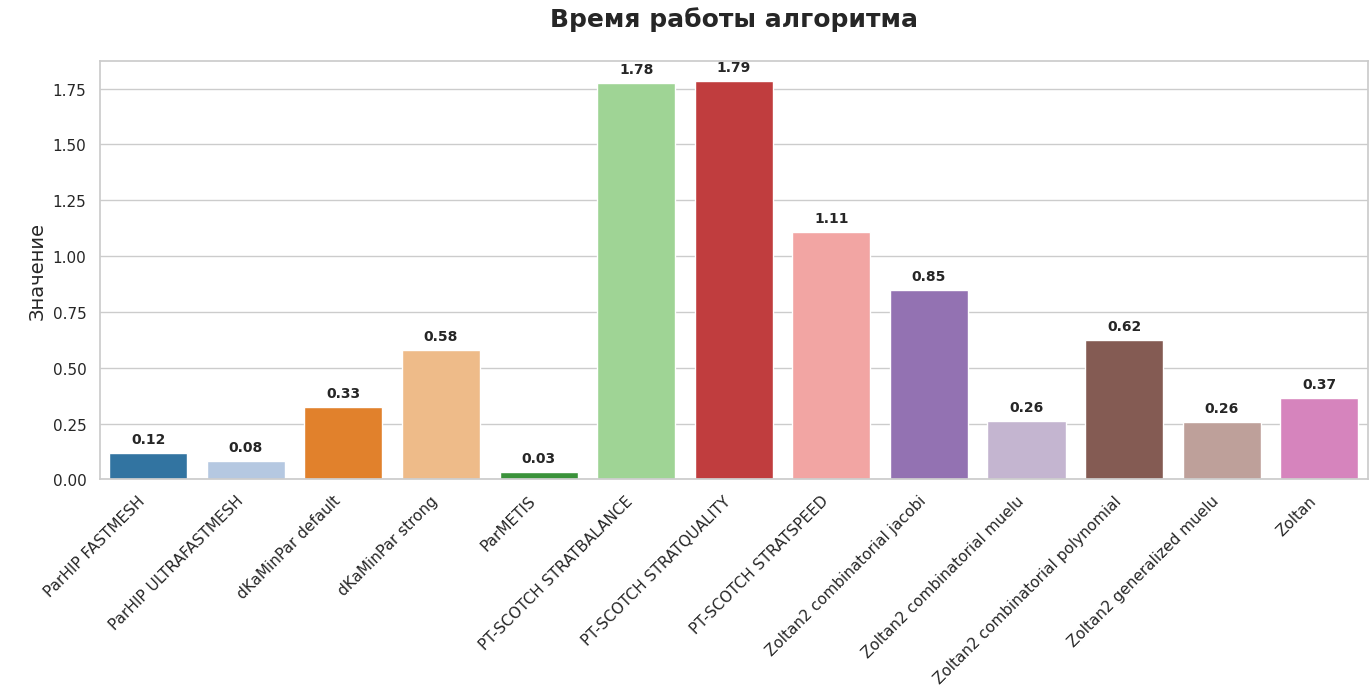 Время работы алгоритма
Значение
1.75
1.50
1.25
1.00
0.75
0.50
0.25
0.00
0.12
0.08
0.33
0.58
0.03
1.78
1.79
1.11
0.85
0.26
0.62
0.26
0.37
ParHIP FASTMESH
ParHIP ULTRAFASTMESH
dKaMinPar default
dKaMinPar strong
ParMETIS
PT-SCOTCH STRATBALANCE
PT-SCOTCH STRATQUALITY
PT-SCOTCH STRATSPEED
Zoltan2 combinatorial jacobi
Zoltan2 combinatorial muelu
Zoltan2 combinatorial polynomial
Zoltan2 generalized muelu
Zoltan